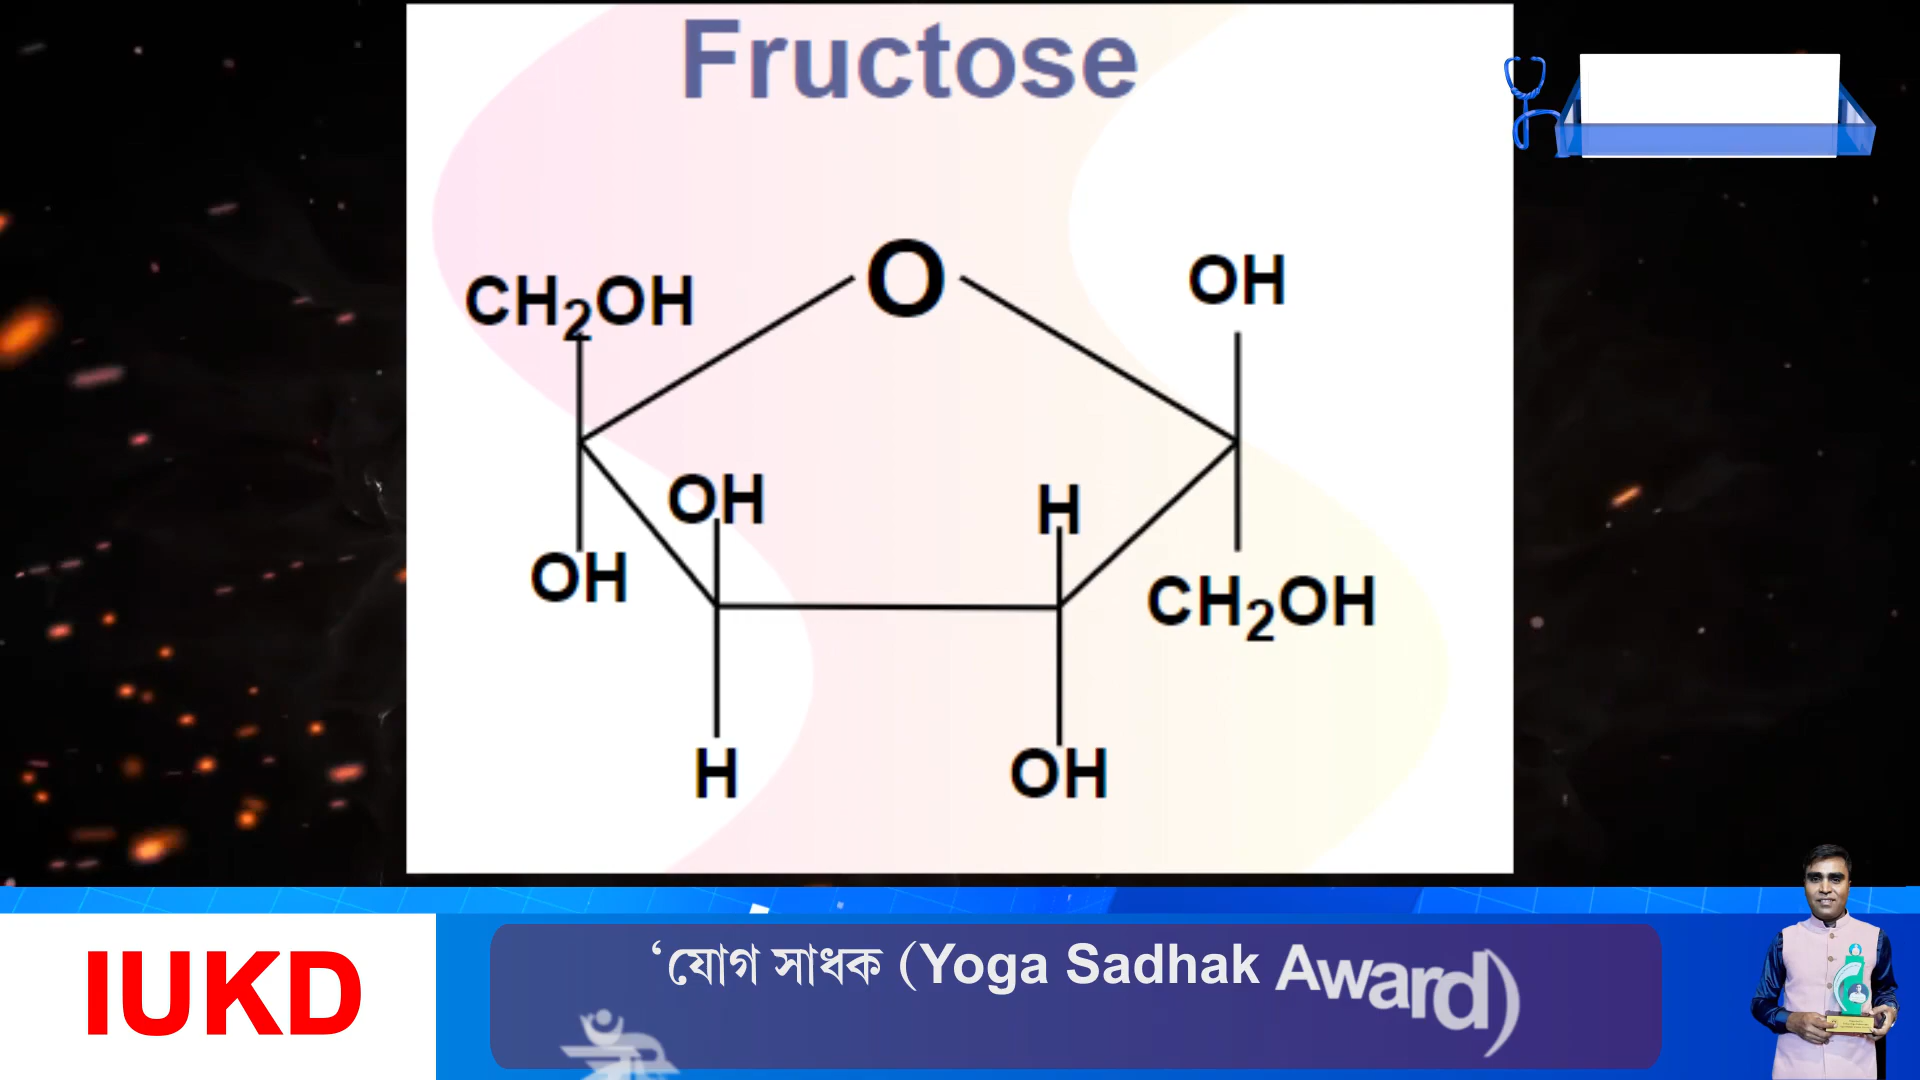 Fructose
O
OH
CH₂OH
OH
H
OH
CH₂OH
H
OH
IUKD
‘যোগ সাধক (Yoga Sadhak Award)